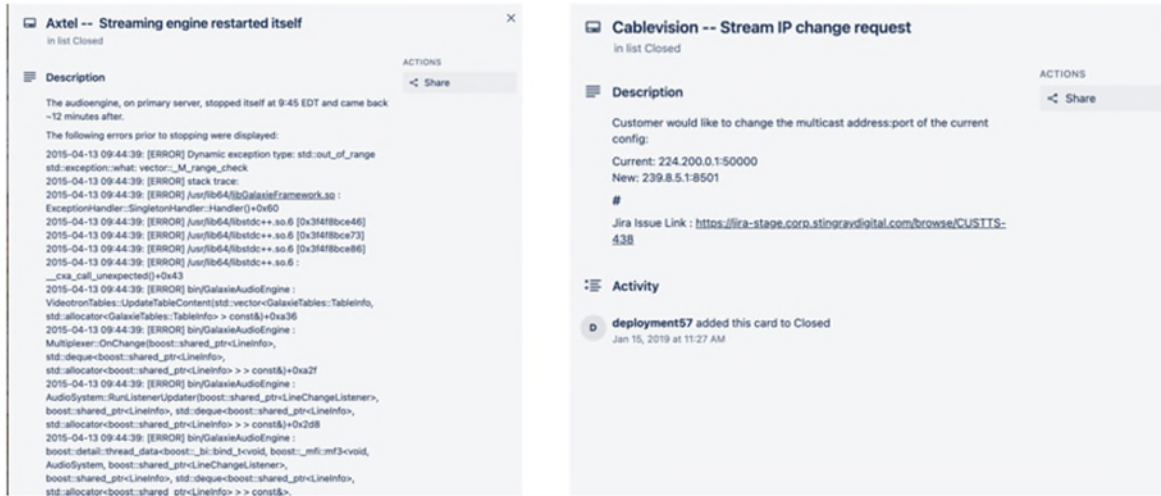 Axtel -- Streaming engine restarted itself
in list Closed
ACTIONS
Share
Description
The audioengine, on primary server, stopped itself at 9:45 EDT and came back
~12 minutes after.
The following errors prior to stopping were displayed:
2015-04-13 09:44:39: [ERROR] Dynamic exception type: std::out_of_range
std::exception::what: vector::_M_range_check
2015-04-13 09:44:39: [ERROR] stack trace:
2015-04-13 09:44:39: [ERROR] /usr/lib64/libGalaxieFramework.so :
ExceptionHandler::SingletonHandler::Handler()+0x60
2015-04-13 09:44:39: [ERROR] /usr/lib64/libstdc++.so.6 [0x3f4f8bce46]
2015-04-13 09:44:39: [ERROR] /usr/lib64/libstdc++.so.6 [0x3f4f8bce73]
2015-04-13 09:44:39: [ERROR] /usr/lib64/libstdc++.so.6 [0x3f4f8bce86]
2015-04-13 09:44:39: [ERROR] /usr/lib64/libstdc++.so.6 :
__cxa_call_unexpected()+0x43
2015-04-13 09:44:39: [ERROR] bin/GalaxieAudioEngine :
VideotronTables::UpdateTableContent(std::vector<GalaxieTables::TableInfo,
std::allocator<GalaxieTables::TableInfo> > const&)+0xa36
2015-04-13 09:44:39: [ERROR] bin/GalaxieAudioEngine :
Multiplexer::OnChange(boost::shared_ptr<LineInfo>,
std::deque<boost::shared_ptr<LineInfo>,
std::allocator<boost::shared_ptr<LineInfo> > > const&)+0xa2f
2015-04-13 09:44:39: [ERROR] bin/GalaxieAudioEngine :
AudioSystem::RunListenerUpdater(boost::shared_ptr<LineChangeListener>,
boost::shared_ptr<LineInfo>, std::deque<boost::shared_ptr<LineInfo>,
std::allocator<boost::shared_ptr<LineInfo> > > const&)+0x2d8
2015-04-13 09:44:39: [ERROR] bin/GalaxieAudioEngine :
boost::detail::thread_data<boost::_bi::bind_t<void, boost::_mfi::mf3<void,
AudioSystem, boost::shared_ptr<LineChangeListener>,
boost::shared_ptr<LineInfo>, std::deque<boost::shared_ptr<LineInfo>,
std::allocator<boost::shared_ptr<LineInfo> > > const&>,
Cablevision -- Stream IP change request
in list Closed
ACTIONS
Share
Description
Customer would like to change the multicast address:port of the current
config:
Current: 224.200.0.1:50000
New: 239.8.5.1:8501
#
Jira Issue Link : https://jira-stage.corp.stingraydigital.com/browse/CUSTTS-
438
Activity
D
deployment57 added this card to Closed
Jan 15, 2019 at 11:27 AM